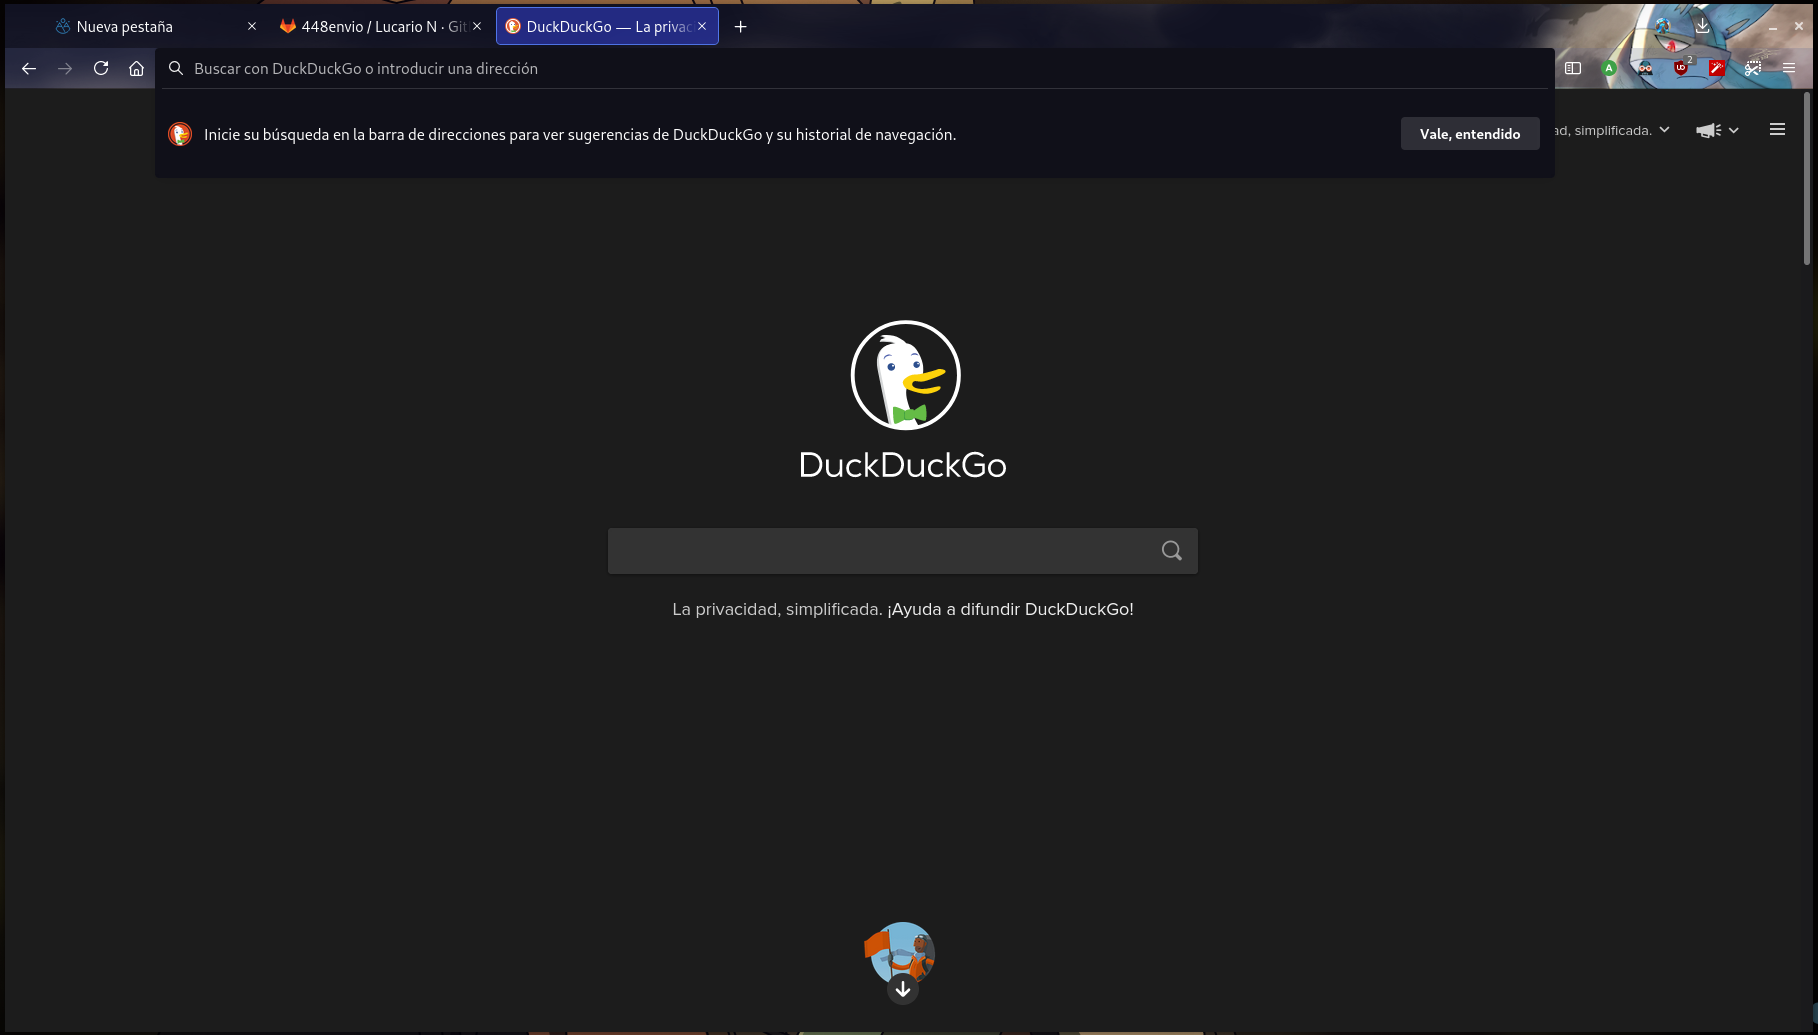 Nueva pestaña
448envio / Lucario N · Git
DuckDuckGo — La privac
Buscar con DuckDuckGo o introducir una dirección
A
UD
2
Inicie su búsqueda en la barra de direcciones para ver sugerencias de DuckDuckGo y su historial de navegación.
Vale, entendido
ad, simplificada.
DuckDuckGo
La privacidad, simplificada. ¡Ayuda a difundir DuckDuckGo!